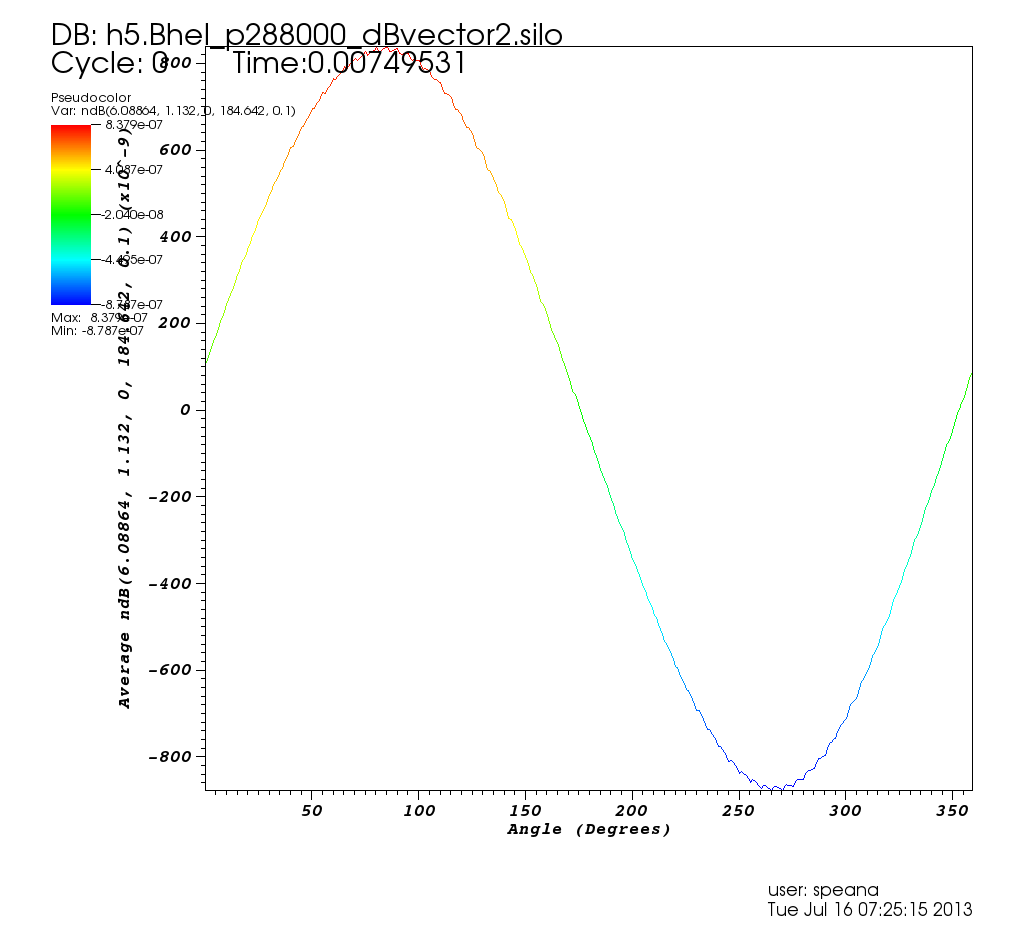 DB: h5.Bhel_p288000_dBvector2.silo
Cycle: 0 Time:0.00749531
Pseudocolor
Var: ndB(6.08864, 1.132, 0, 184.642, 0.1)
8.379e-07
4.087e-07
-2.040e-08
-4.495e-07
-8.787e-07
Max: 8.379e-07
Min: -8.787e-07
Average ndB(6.08864, 1.132, 0, 184.642, 0.1) (x10^-9)
800
600
400
200
0
-200
-400
-600
-800
50 100 150 200 250 300 350
Angle (Degrees)
user: speana
Tue Jul 16 07:25:15 2013